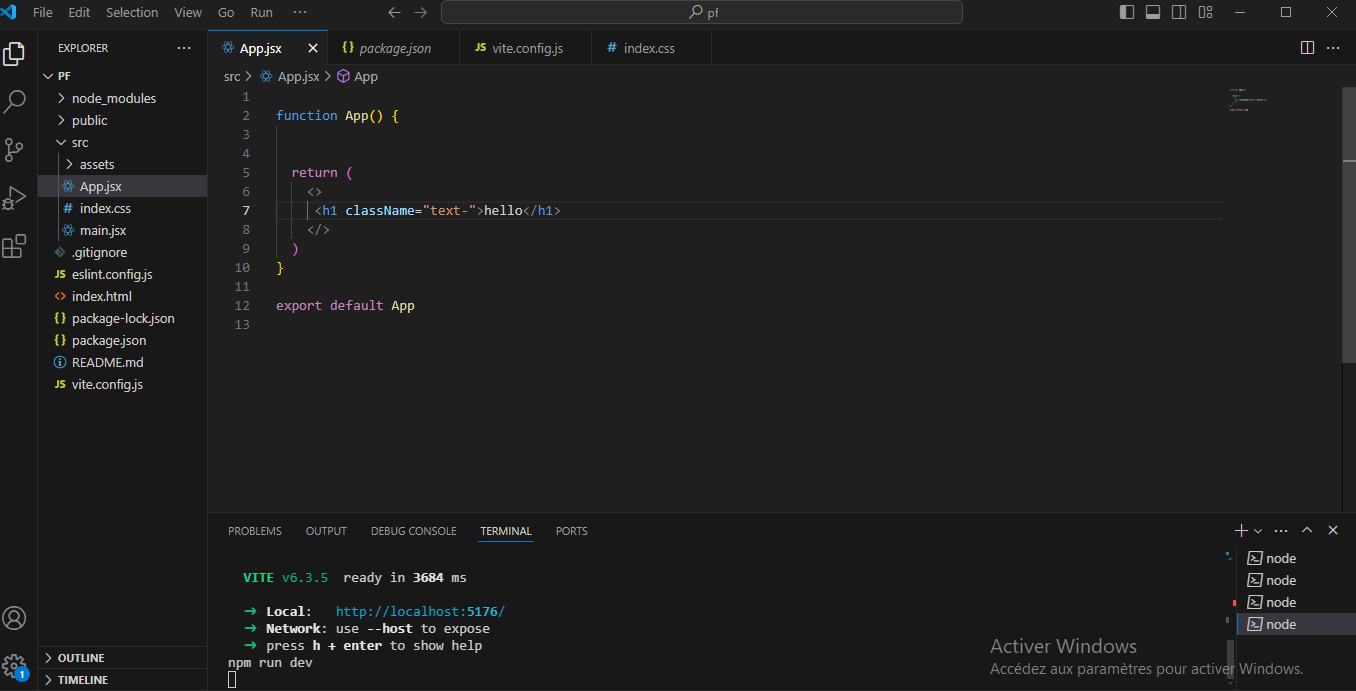 File Edit Selection View Go Run ··· pf
EXPLORER ···
PF
node_modules
public
src
assets
App.jsx
# index.css
main.jsx
.gitignore
JS eslint.config.js
<> index.html
{} package-lock.json
{} package.json
README.md
JS vite.config.js
OUTLINE
TIMELINE
1
App.jsx {} package.json JS vite.config.js # index.css ···
src > App.jsx > App
1
2 function App() {
3
4
5 return (
6 <>
7 <h1 className="text-">hello</h1>
8 </>
9 )
10 }
11
12 export default App
13
PROBLEMS OUTPUT DEBUG CONSOLE TERMINAL PORTS
VITE v6.3.5 ready in 3684 ms
➜ Local: http://localhost:5176/
➜ Network: use --host to expose
➜ press h + enter to show help
npm run dev
node
node
node
node
Activer Windows
Accédez aux paramètres pour activer Windows.